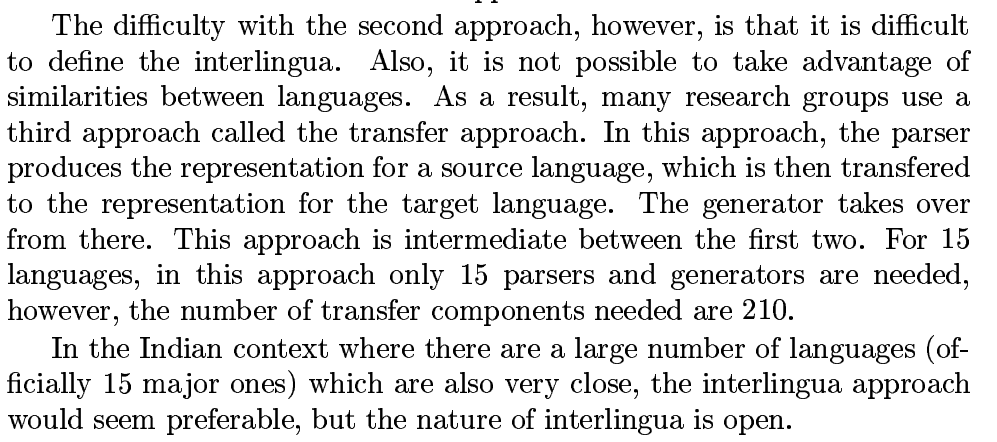 The difficulty with the second approach, however, is that it is difficult
to define the interlingua. Also, it is not possible to take advantage of
similarities between languages. As a result, many research groups use a
third approach called the transfer approach. In this approach, the parser
produces the representation for a source language, which is then transfered
to the representation for the target language. The generator takes over
from there. This approach is intermediate between the first two. For 15
languages, in this approach only 15 parsers and generators are needed,
however, the number of transfer components needed are 210.
In the Indian context where there are a large number of languages (of-
ficially 15 major ones) which are also very close, the interlingua approach
would seem preferable, but the nature of interlingua is open.